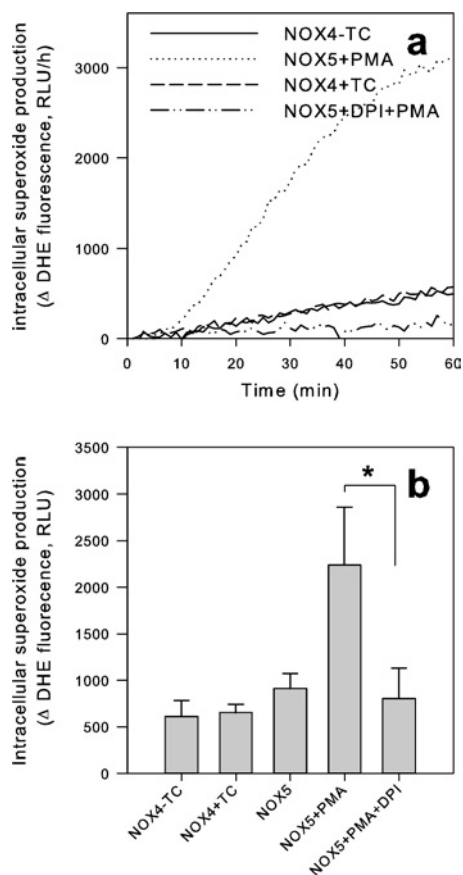 NOX4-TC
a
NOX5+PMA
NOX4+TC
NOX5+DPI+PMA
intracellular superoxide production
(Δ DHE fluorescence, RLU/h)
3000
2000
1000
0
0 10 20 30 40 50 60
Time (min)
b
*
Intracellular superoxide production
(Δ DHE fluorecence, RLU)
3500
3000
2500
2000
1500
1000
500
0
NOX4-TC
NOX4+TC
NOX5
NOX5+PMA
NOX5+PMA+DPI